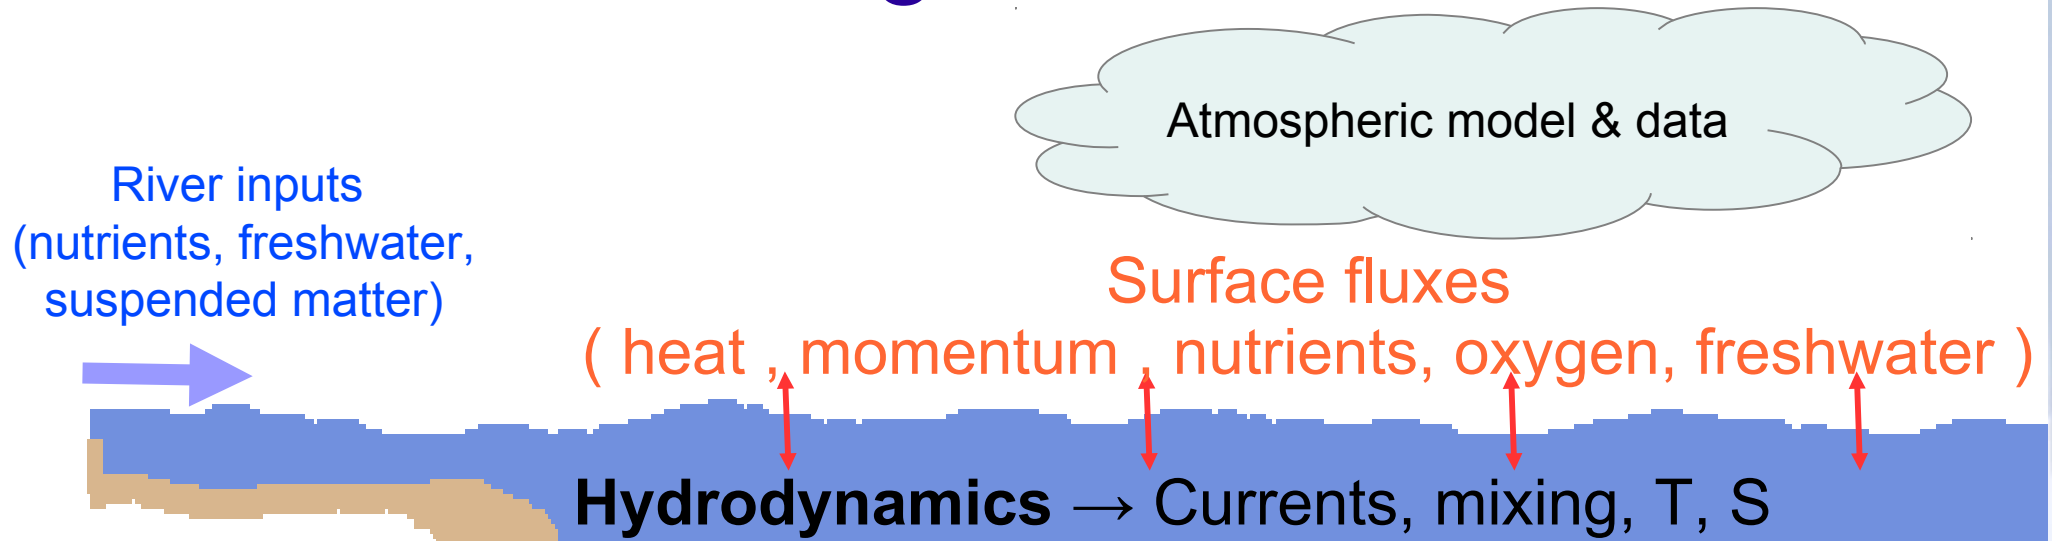 Atmospheric model & data
River inputs
(nutrients, freshwater,
suspended matter)
Surface fluxes
( heat , momentum , nutrients, oxygen, freshwater )
Hydrodynamics → Currents, mixing, T, S